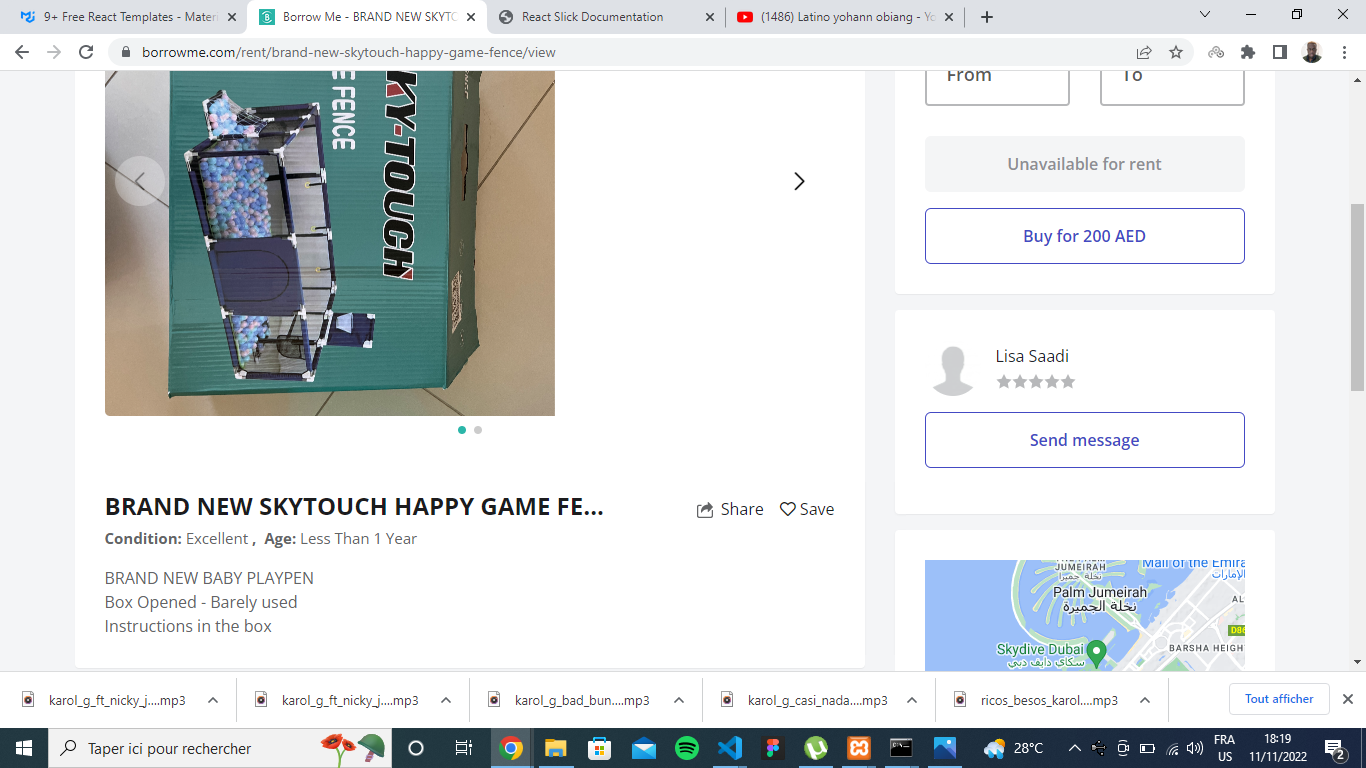 9+ Free React Templates - Materi
Borrow Me - BRAND NEW SKYTC
React Slick Documentation
(1486) Latino yohann obiang - Yo
borrowme.com/rent/brand-new-skytouch-happy-game-fence/view
E FENCE
KY-TOUCH
From
To
Unavailable for rent
Buy for 200 AED
Lisa Saadi
Send message
BRAND NEW SKYTOUCH HAPPY GAME FE...
Share
Save
Condition: Excellent , Age: Less Than 1 Year
BRAND NEW BABY PLAYPEN
Box Opened - Barely used
Instructions in the box
JUMEIRAH
نخلة جميرا
Mall of the Emira
الإمارات
Palm Jumeirah
نخلة الجميرة
AL
D86
Skydive Dubai
سكاي دايف دبي
BARSHA HEIGH
karol_g_ft_nicky_j....mp3
karol_g_ft_nicky_j....mp3
karol_g_bad_bun....mp3
karol_g_casi_nada....mp3
ricos_besos_karol....mp3
Tout afficher
Taper ici pour rechercher
28°C
FRA
US
18:19
11/11/2022
2